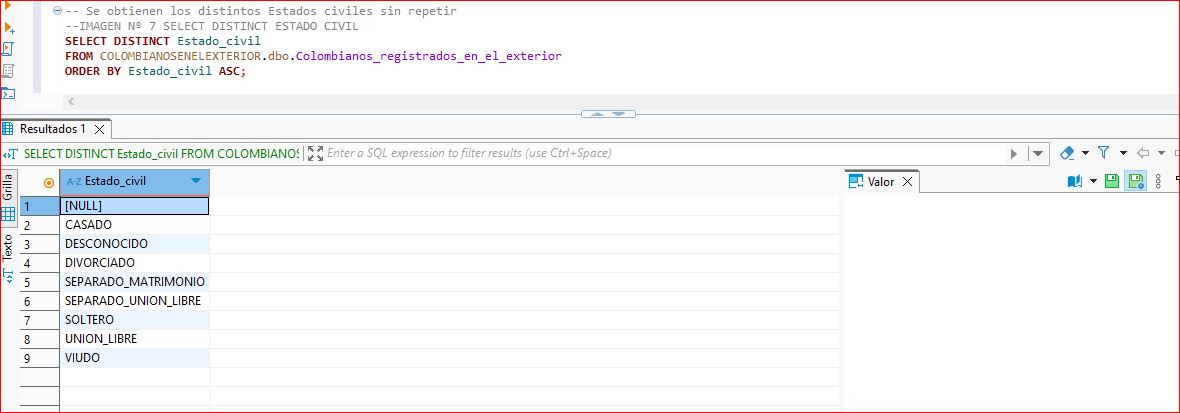 -- Se obtienen los distintos Estados civiles sin repetir
--IMAGEN Nº 7 SELECT DISTINCT ESTADO CIVIL
SELECT DISTINCT Estado_civil
FROM COLOMBIANOSENELEXTERIOR.dbo.Colombianos_registrados_en_el_exterior
ORDER BY Estado_civil ASC;
Resultados 1
SELECT DISTINCT Estado_civil FROM COLOMBIANOS
Enter a SQL expression to filter results (use Ctrl+Space)
Grilla
Texto
A-Z Estado_civil
Valor
1 [NULL]
2 CASADO
3 DESCONOCIDO
4 DIVORCIADO
5 SEPARADO_MATRIMONIO
6 SEPARADO_UNION_LIBRE
7 SOLTERO
8 UNION_LIBRE
9 VIUDO